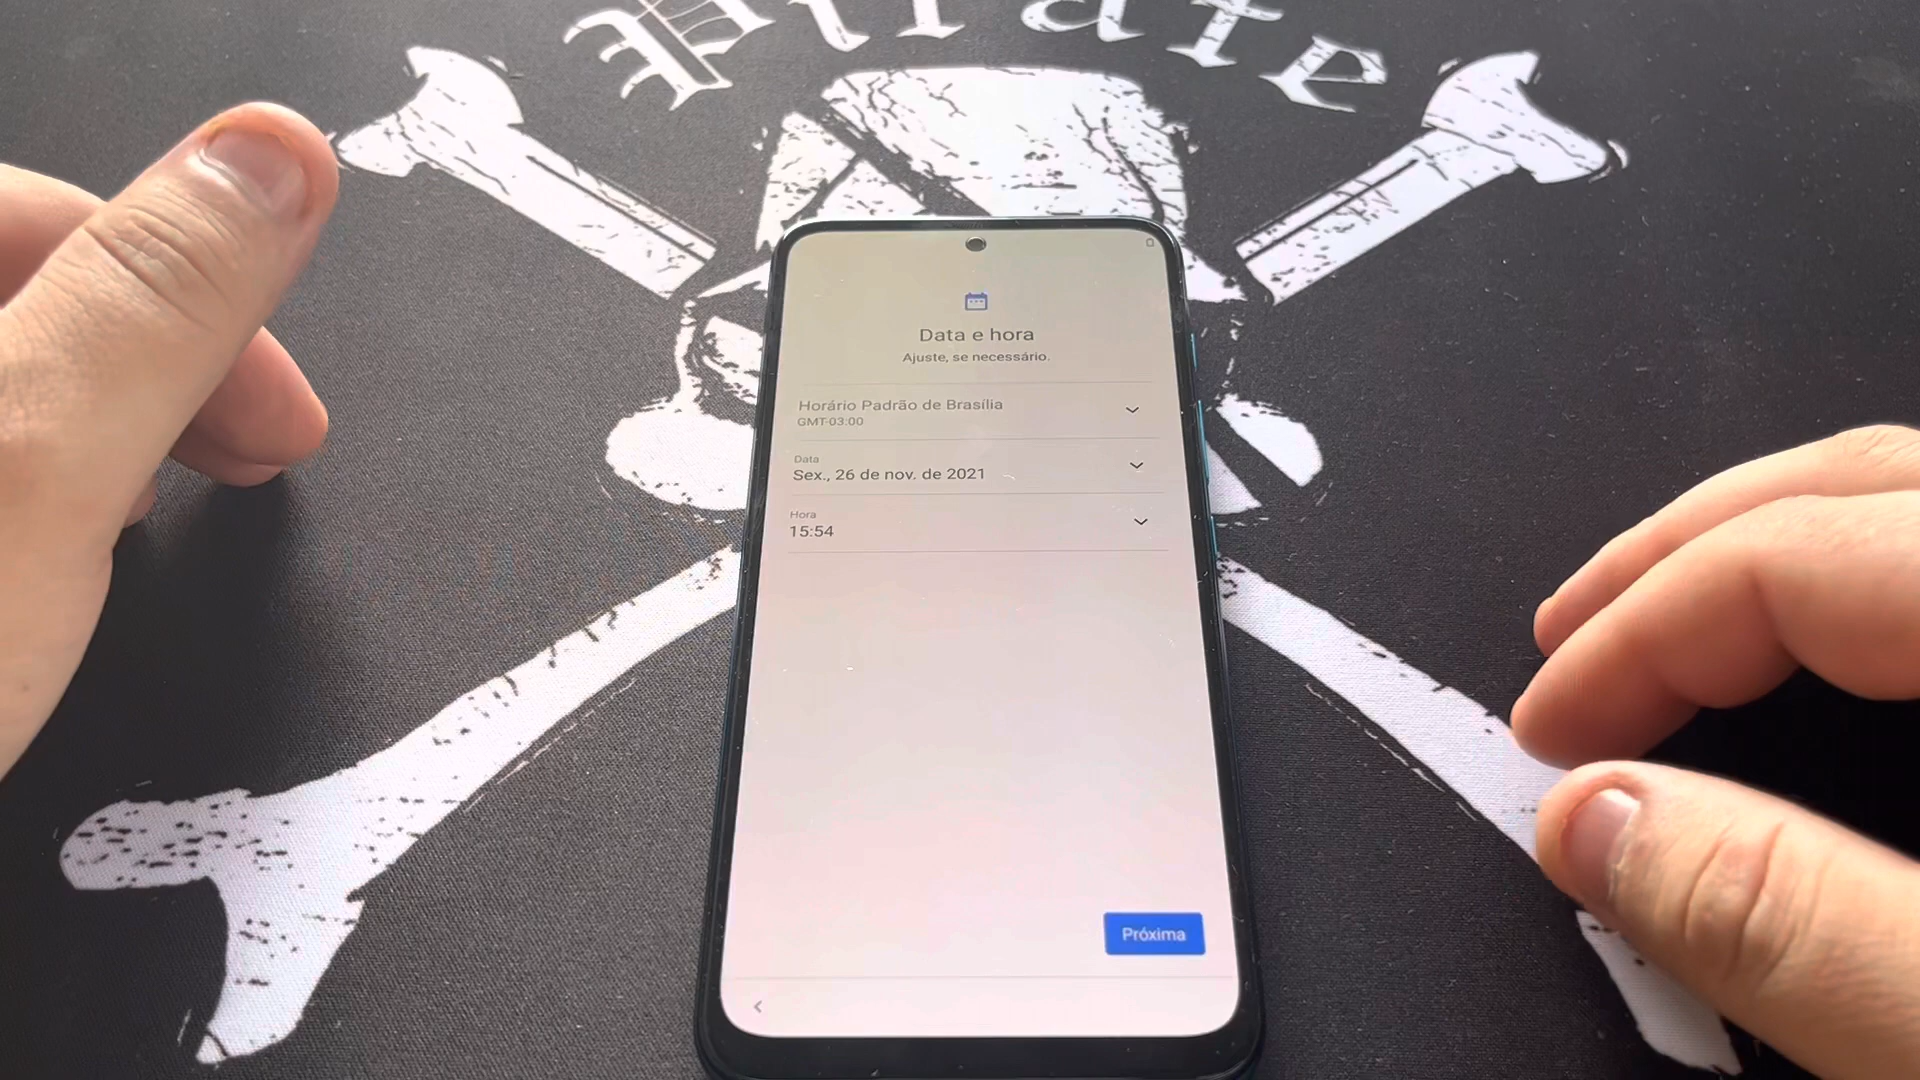 Pirate
Data e hora
Ajuste, se necessário.
Horário Padrão de Brasília
GMT-03:00
Data
Sex., 26 de nov. de 2021
Hora
15:54
Próxima